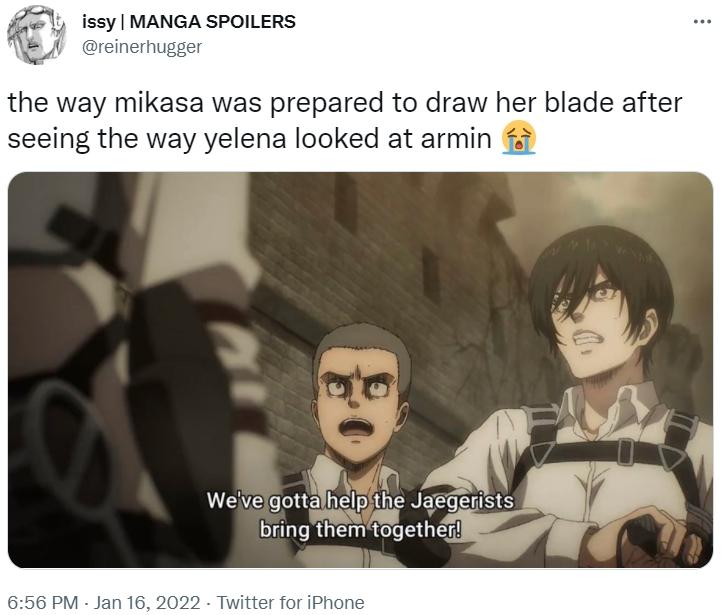 issy | MANGA SPOILERS
@reinerhugger
the way mikasa was prepared to draw her blade after
seeing the way yelena looked at armin 😭
We've gotta help the Jaegerists
bring them together!
6:56 PM · Jan 16, 2022 · Twitter for iPhone